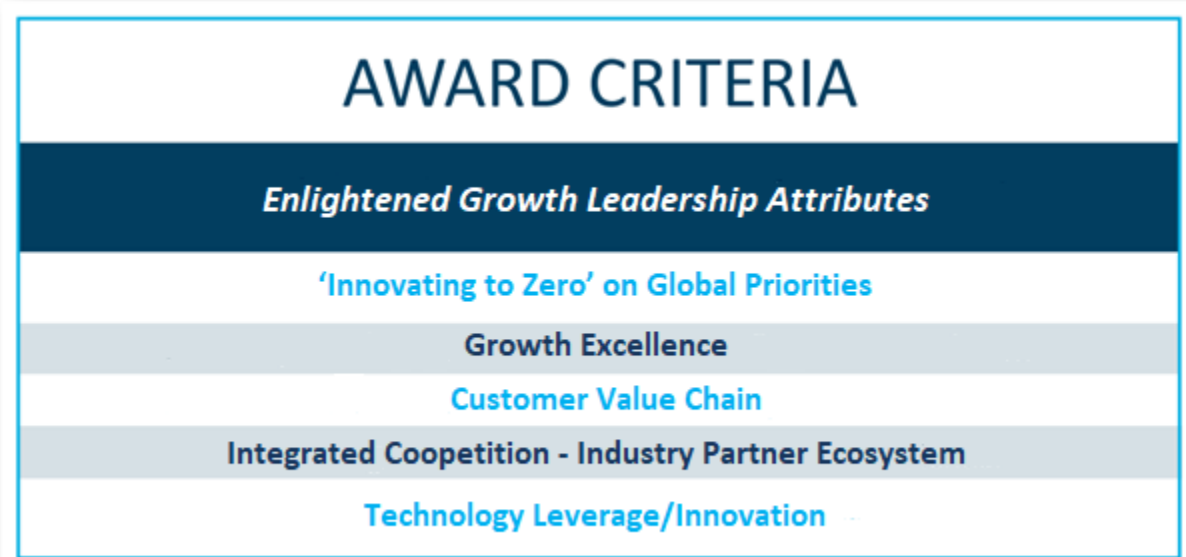 AWARD CRITERIA
Enlightened Growth Leadership Attributes
‘Innovating to Zero’ on Global Priorities
Growth Excellence
Customer Value Chain
Integrated Coopetition - Industry Partner Ecosystem
Technology Leverage/Innovation